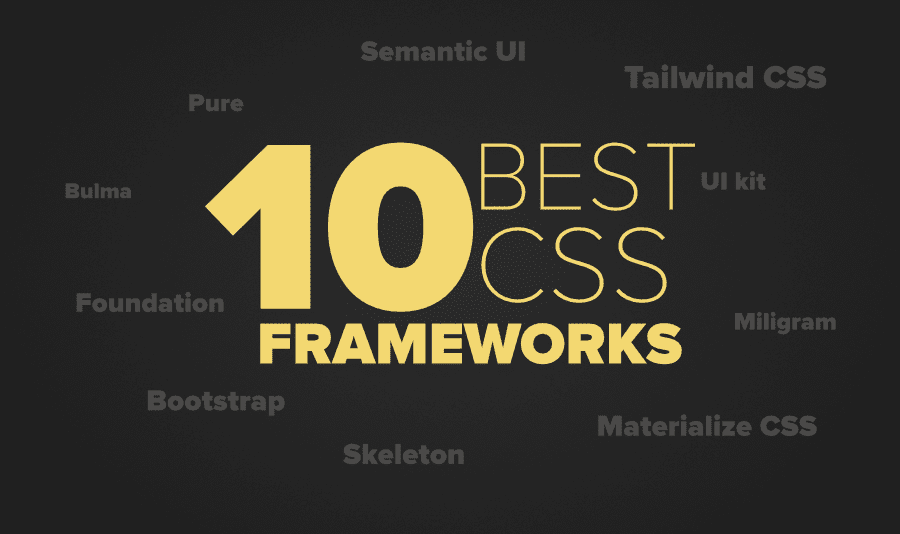 Semantic UI
Tailwind CSS
Pure
Bulma
10 BEST
CSS
FRAMEWORKS
UI kit
Foundation
Miligram
Bootstrap
Materialize CSS
Skeleton